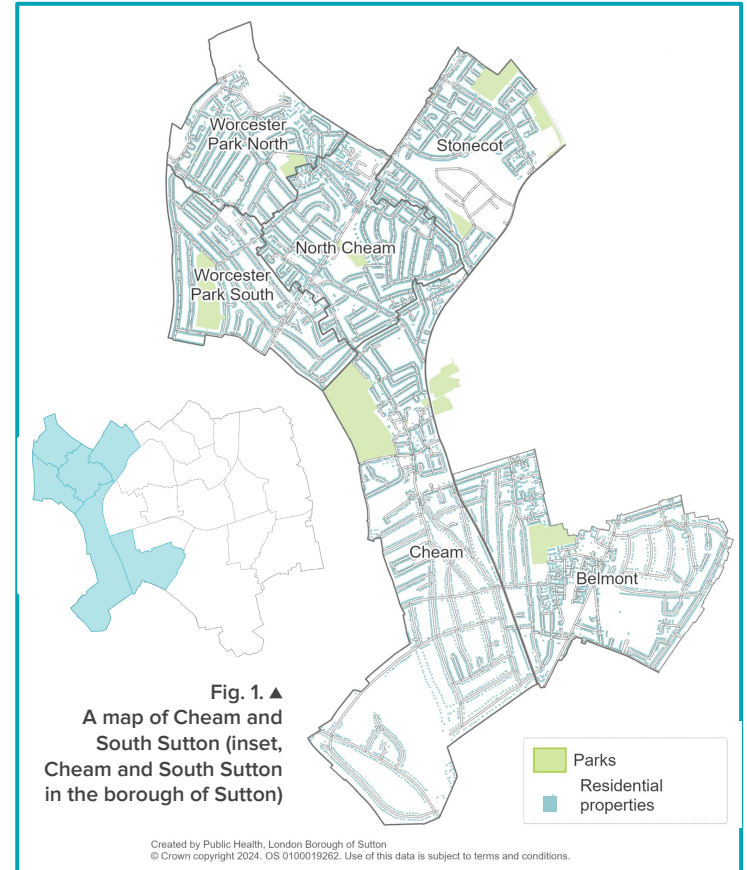 Worcester
Park North
Stonecot
North Cheam
Worcester
Park South
Cheam
Belmont
Fig. 1. ▲
A map of Cheam and
South Sutton (inset,
Cheam and South Sutton
in the borough of Sutton)
Parks
Residential
properties
Created by Public Health, London Borough of Sutton
© Crown copyright 2024. OS 0100019262. Use of this data is subject to terms and conditions.